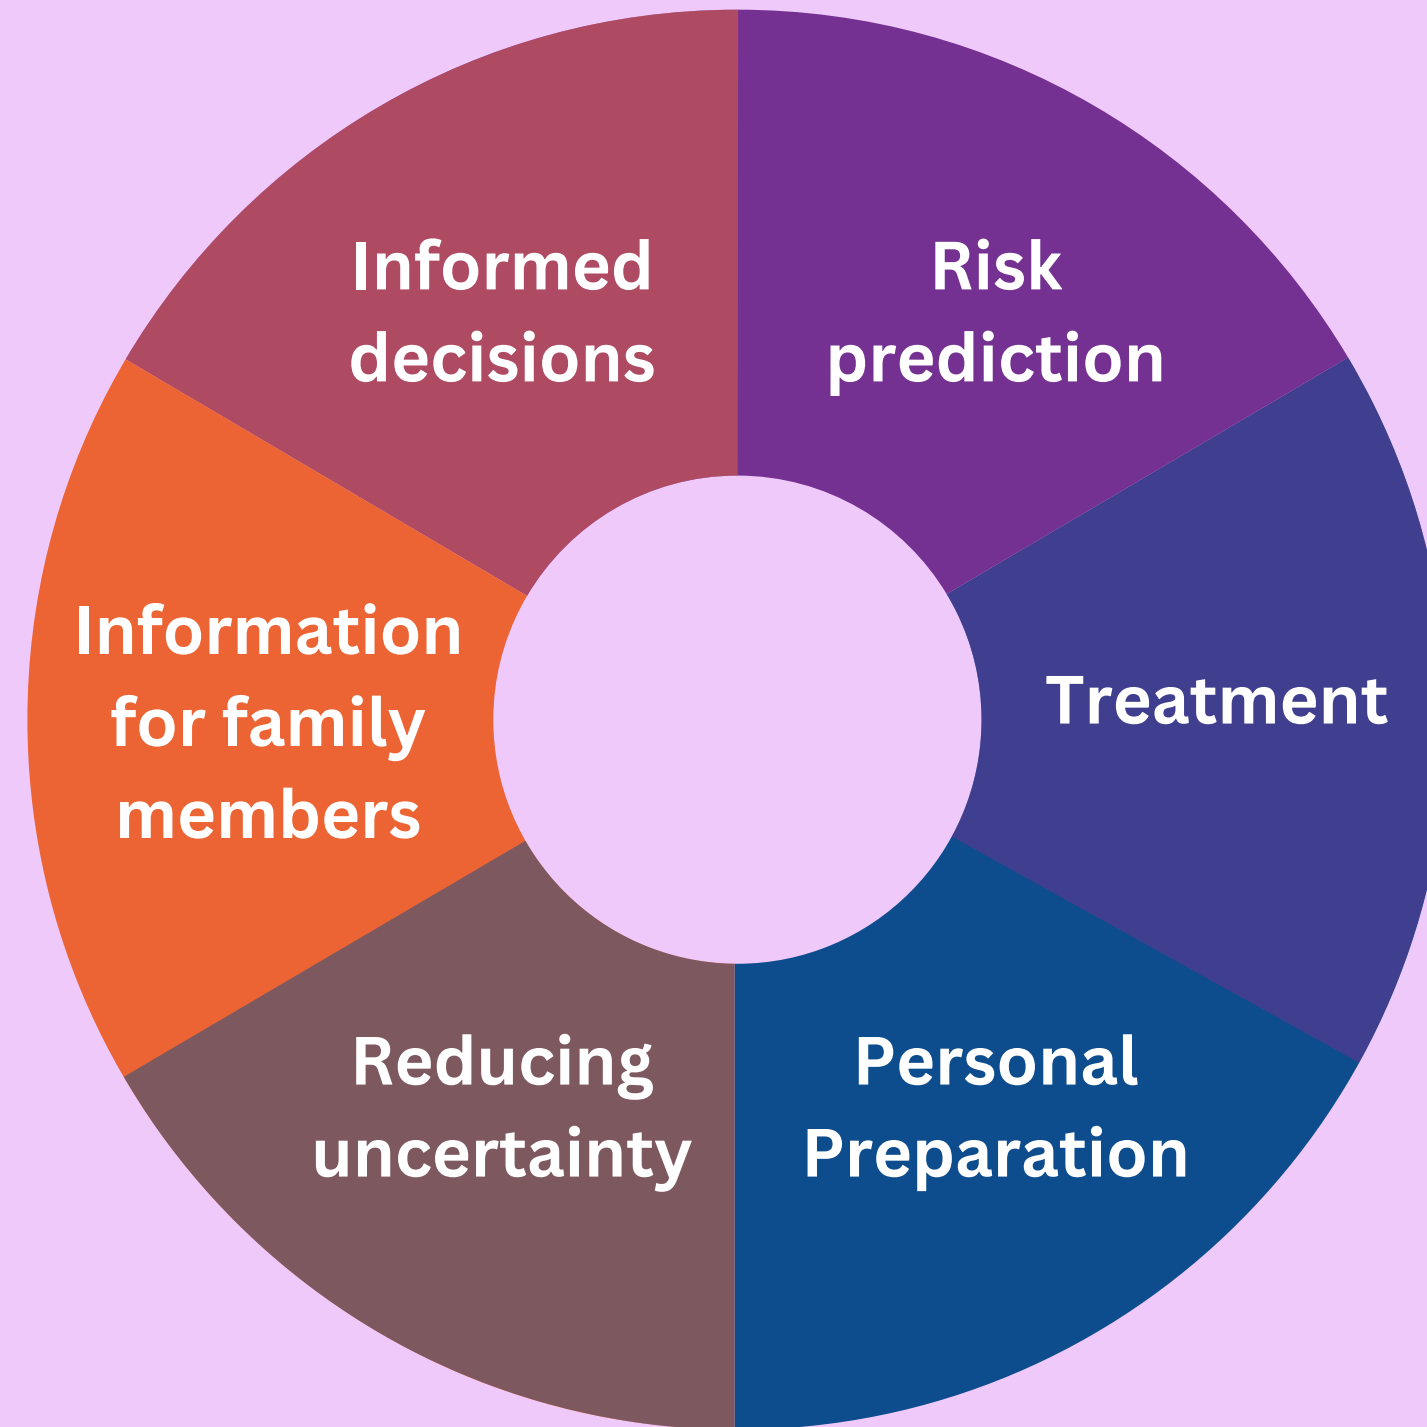 Informed
decisions
Risk
prediction
Information
for family
members
Treatment
Reducing
uncertainty
Personal
Preparation